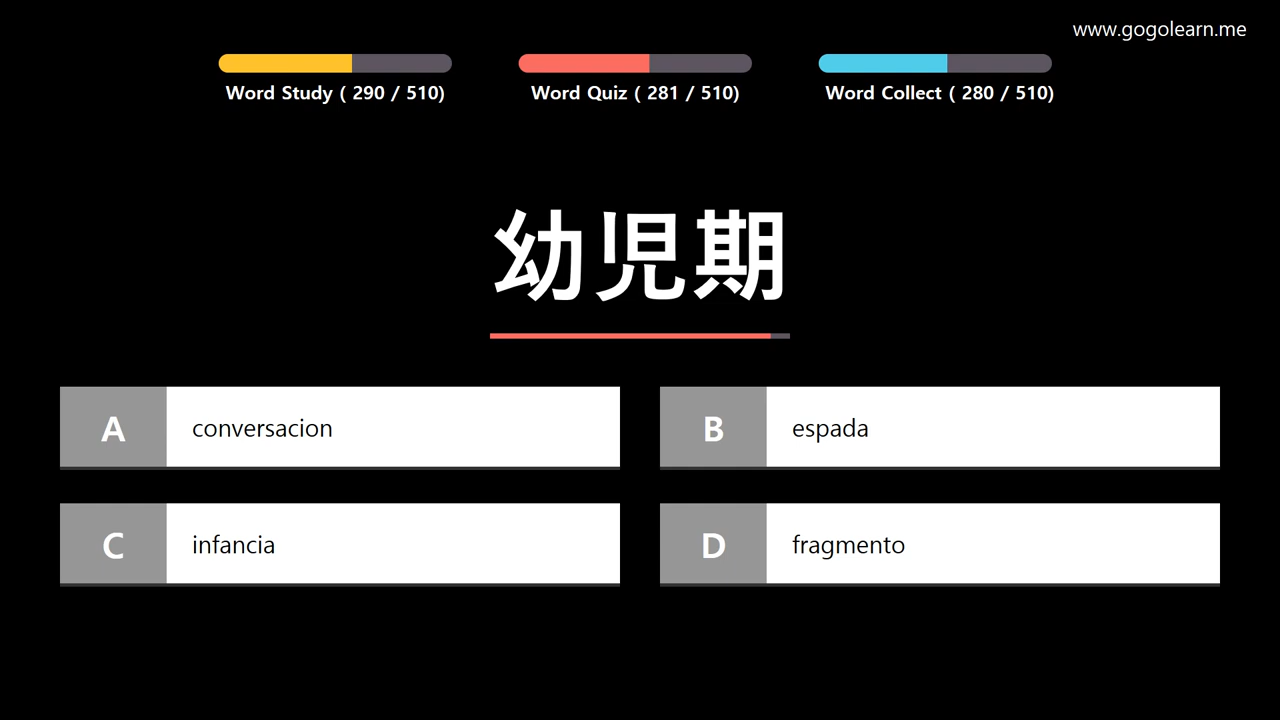 www.gogolearn.me
Word Study ( 290 / 510)
Word Quiz ( 281 / 510)
Word Collect ( 280 / 510)
幼児期
A conversacion
B espada
C infancia
D fragmento